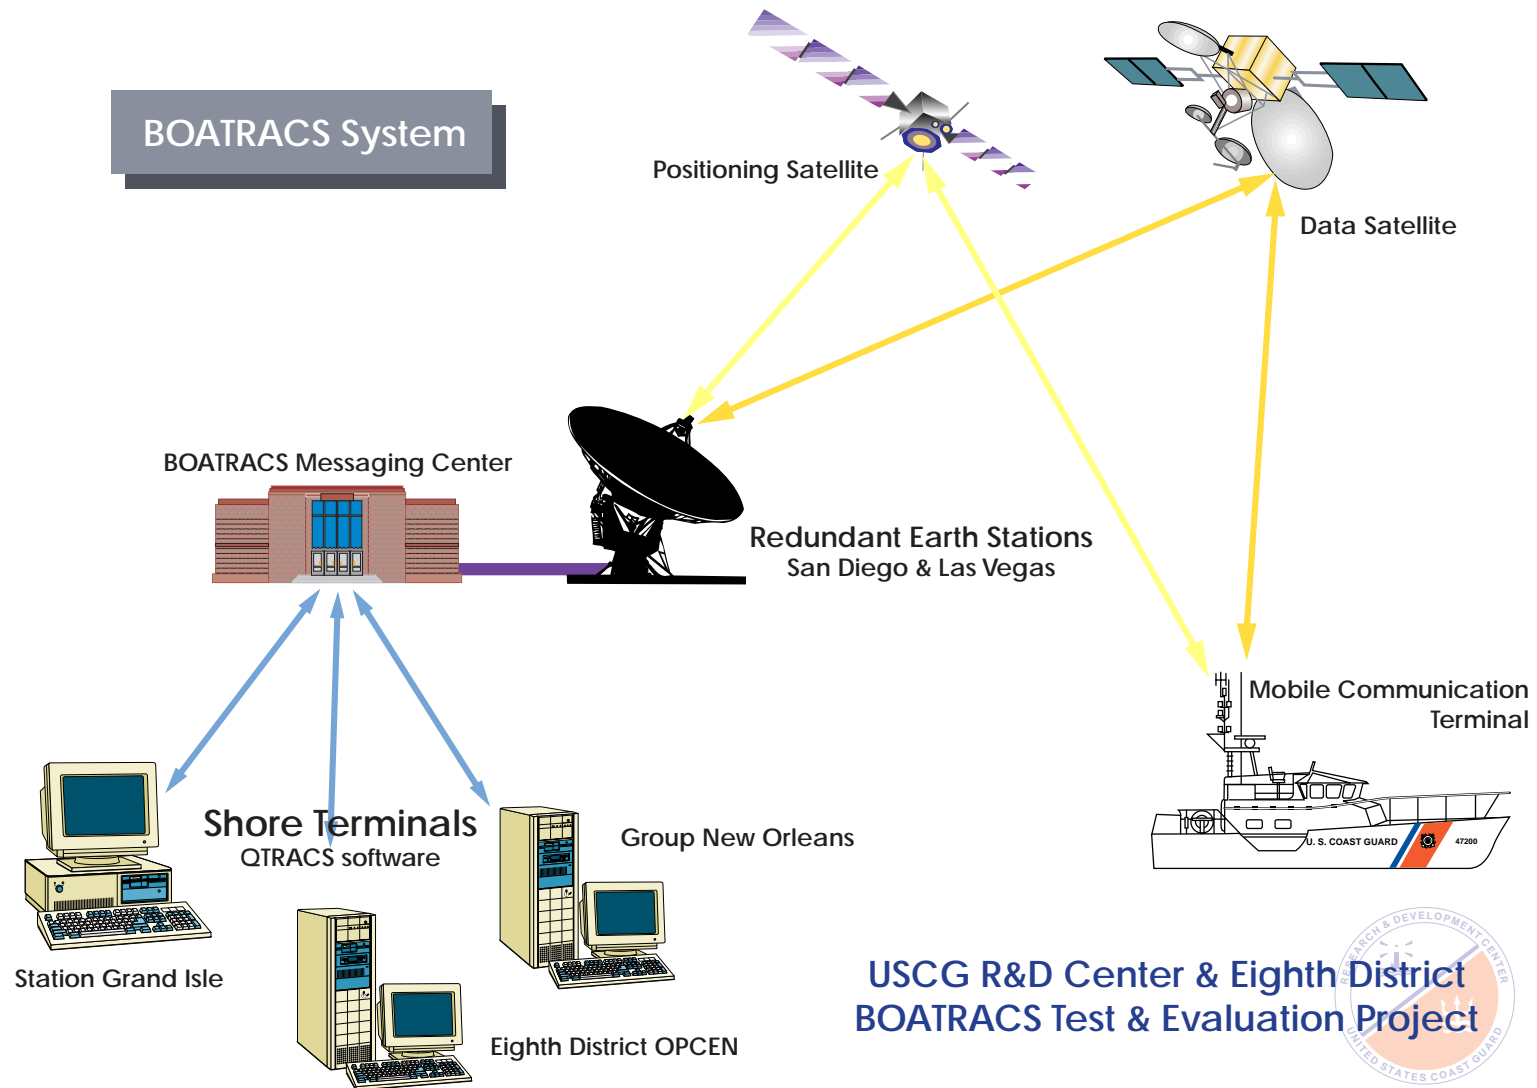 BOATRACS System
Positioning Satellite
Data Satellite
BOATRACS Messaging Center
Redundant Earth Stations
San Diego & Las Vegas
Mobile Communication
Terminal
Shore Terminals
QTRACS software
Group New Orleans
U. S. COAST GUARD
47200
Station Grand Isle
Eighth District OPCEN
USCG R&D Center & Eighth District
BOATRACS Test & Evaluation Project
RESEARCH & DEVELOPMENT CENTER
UNITED STATES COAST GUARD